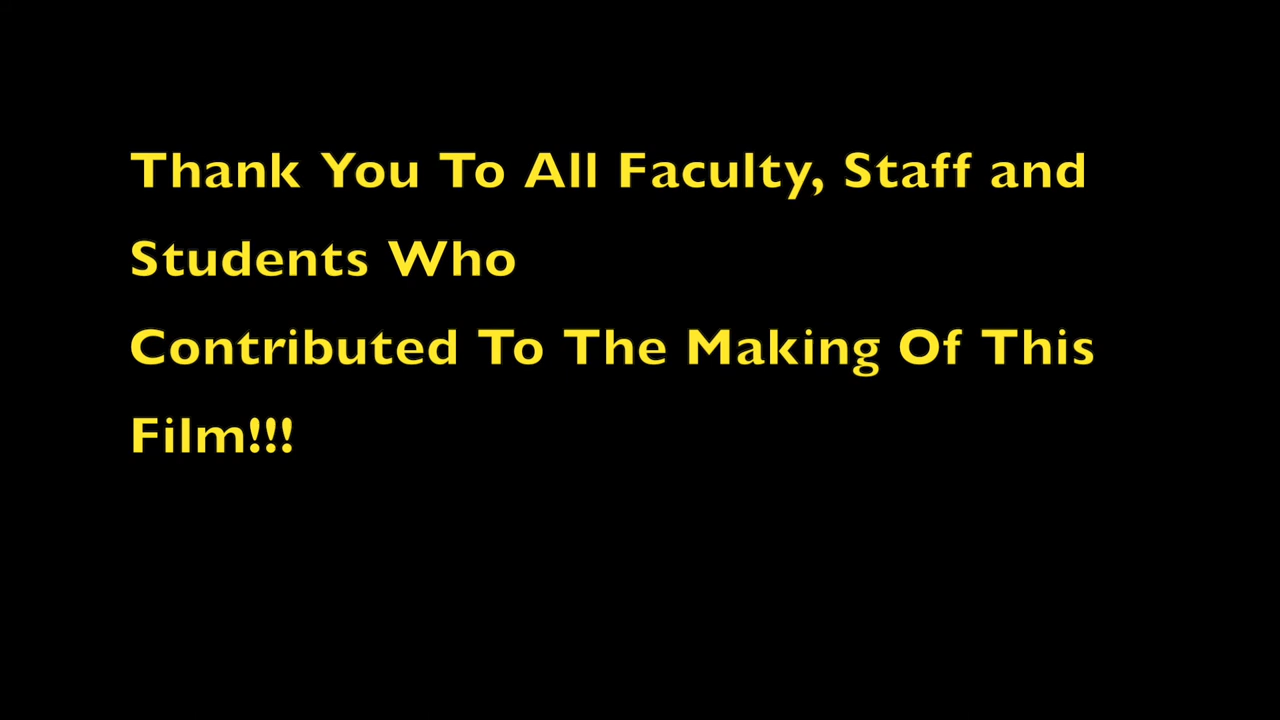 Thank You To All Faculty, Staff and
Students Who
Contributed To The Making Of This
Film!!!